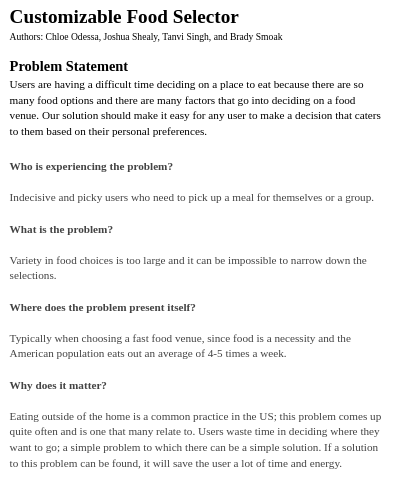 Customizable Food Selector
Authors: Chloe Odessa, Joshua Shealy, Tanvi Singh, and Brady Smoak
Problem Statement
Users are having a difficult time deciding on a place to eat because there are so
many food options and there are many factors that go into deciding on a food
venue. Our solution should make it easy for any user to make a decision that caters
to them based on their personal preferences.
Who is experiencing the problem?
Indecisive and picky users who need to pick up a meal for themselves or a group.
What is the problem?
Variety in food choices is too large and it can be impossible to narrow down the
selections.
Where does the problem present itself?
Typically when choosing a fast food venue, since food is a necessity and the
American population eats out an average of 4-5 times a week.
Why does it matter?
Eating outside of the home is a common practice in the US; this problem comes up
quite often and is one that many relate to. Users waste time in deciding where they
want to go; a simple problem to which there can be a simple solution. If a solution
to this problem can be found, it will save the user a lot of time and energy.